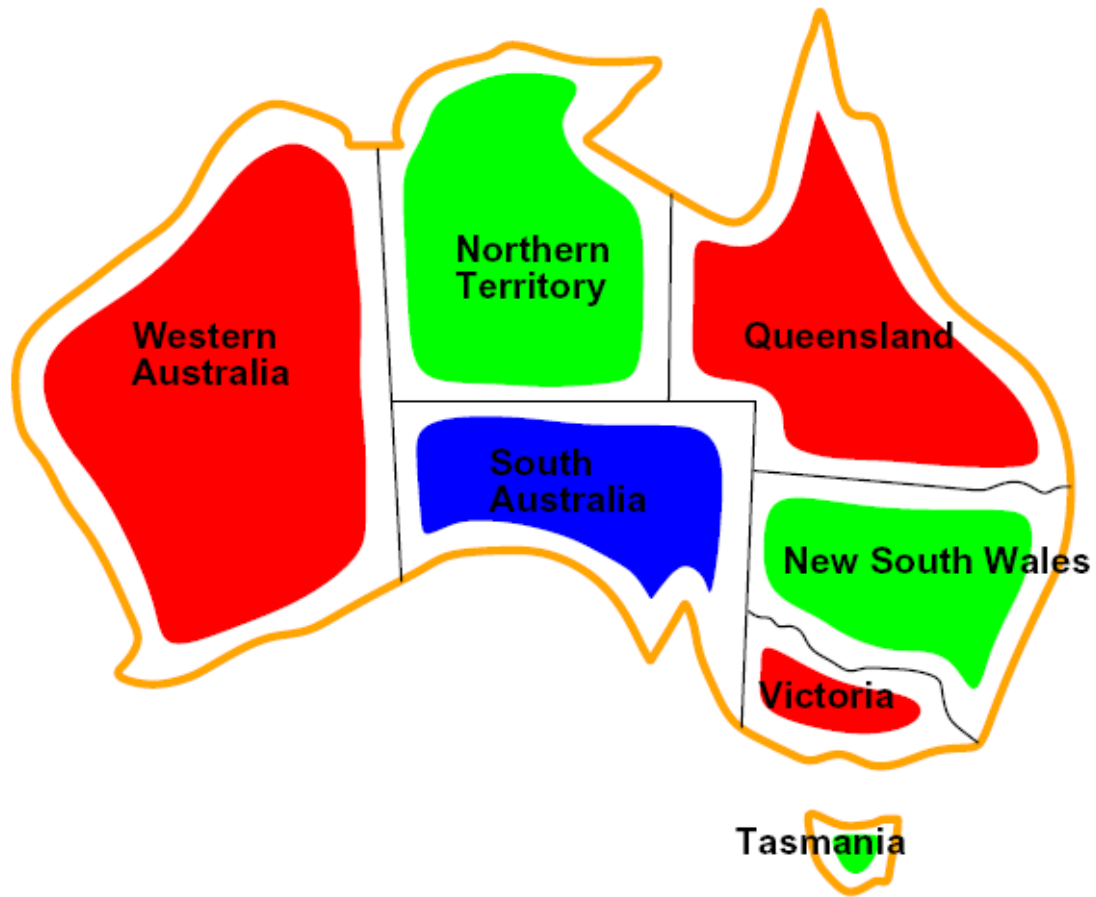 Northern
Territory
Western
Australia
Queensland
South
Australia
New South Wales
Victoria
Tasmania